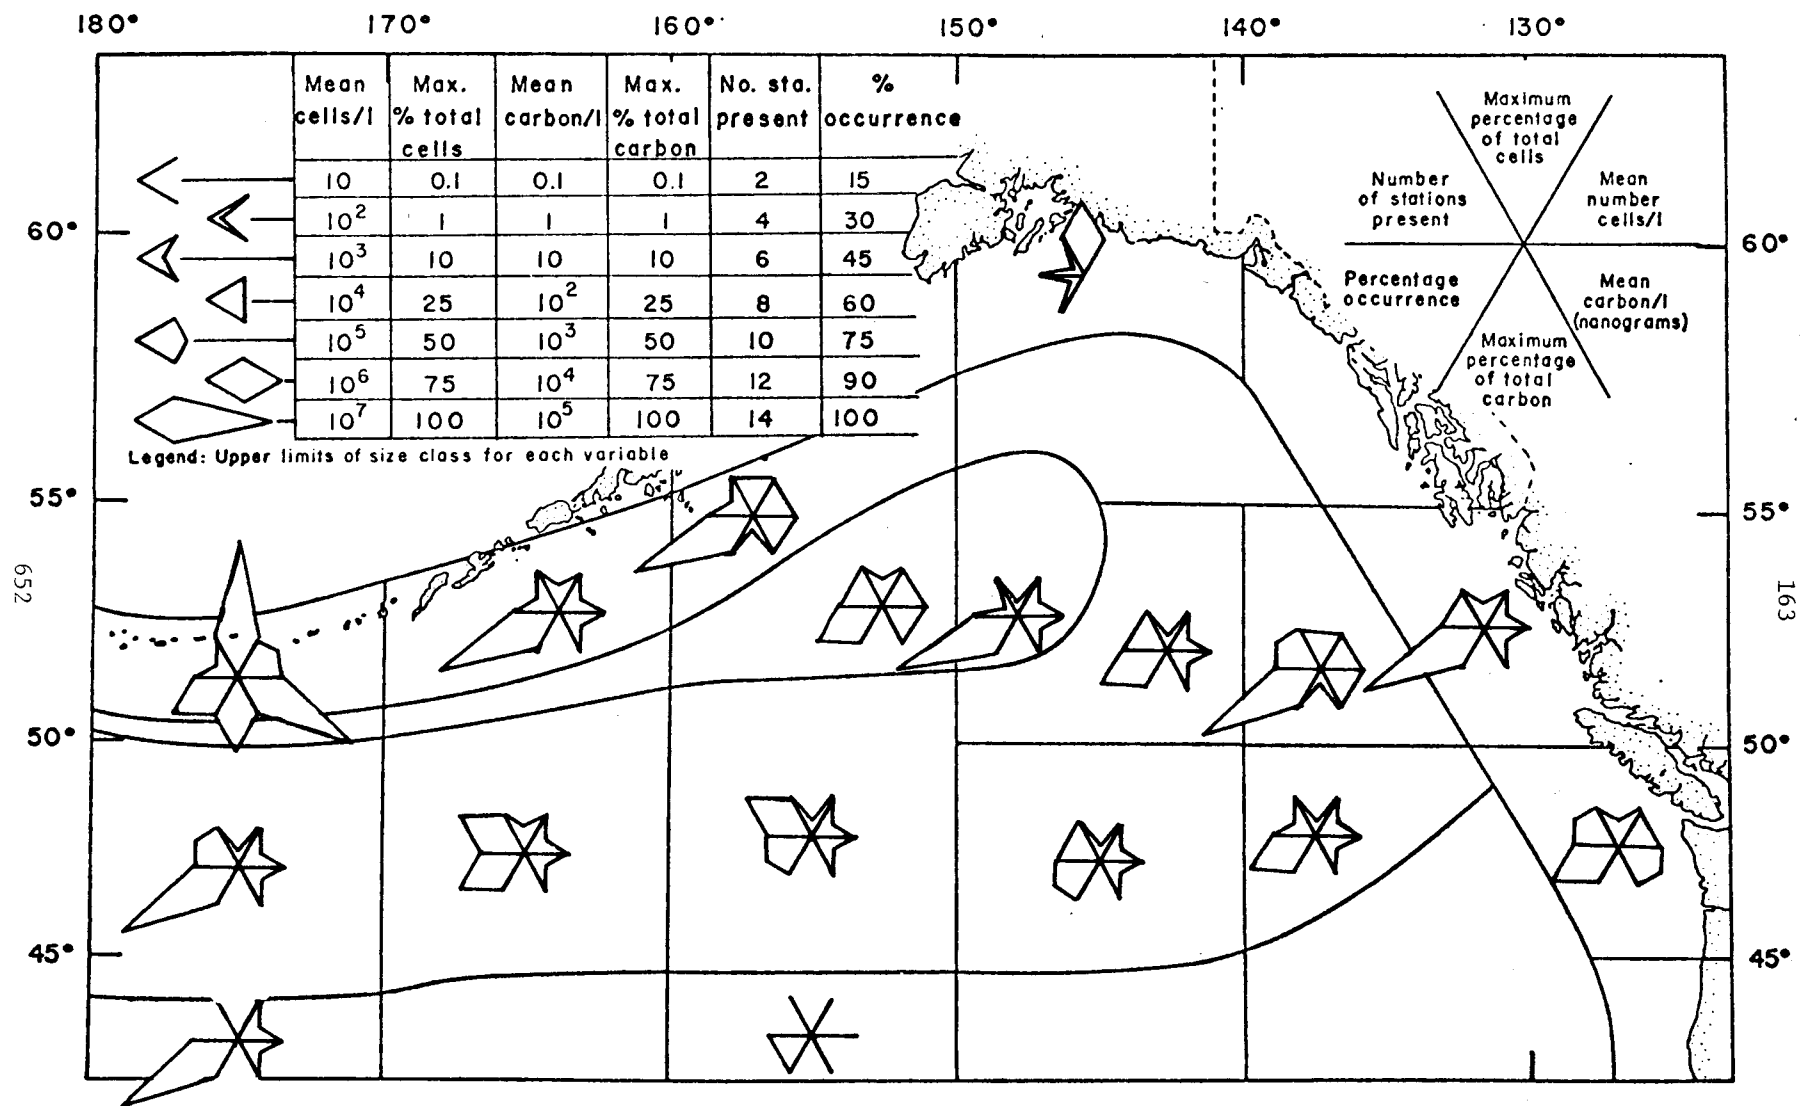 180° 170° 160° 150° 140° 130°
Mean cells/l Max. % total cells Mean carbon/l Max. % total carbon No. sta. present % occurrence
10 0.1 0.1 0.1 2 15
10² 1 1 1 4 30
10³ 10 10 10 6 45
10⁴ 25 10² 25 8 60
10⁵ 50 10³ 50 10 75
10⁶ 75 10⁴ 75 12 90
10⁷ 100 10⁵ 100 14 100
Legend: Upper limits of size class for each variable
Maximum
percentage
of total
cells
Number
of stations
present
Mean
number
cells/l
Percentage
occurrence
Mean
carbon/l
(nanograms)
Maximum
percentage
of total
carbon
60° 60°
55° 55°
50° 50°
45° 45°
652
163